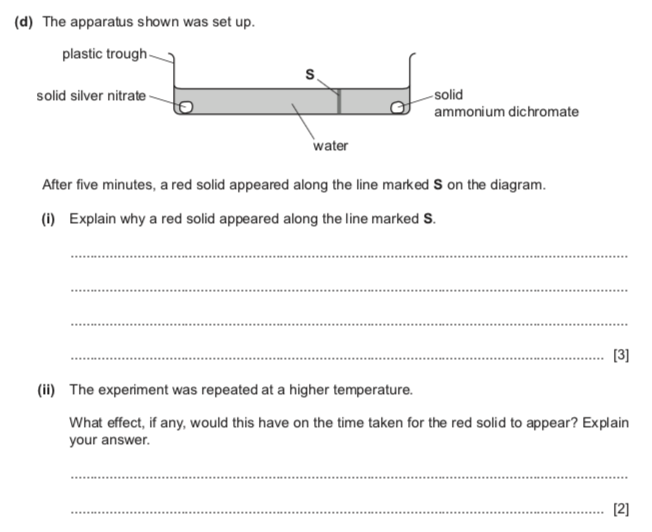 (d) The apparatus shown was set up.
plastic trough
S
solid silver nitrate
solid
ammonium dichromate
water
After five minutes, a red solid appeared along the line marked S on the diagram.
(i) Explain why a red solid appeared along the line marked S.
[3]
(ii) The experiment was repeated at a higher temperature.
What effect, if any, would this have on the time taken for the red solid to appear? Explain
your answer.
[2]